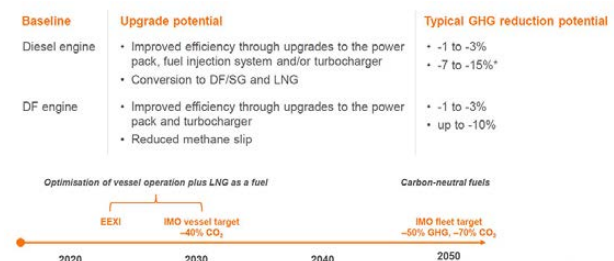 Baseline
Upgrade potential
Typical GHG reduction potential
Diesel engine
• Improved efficiency through upgrades to the power
pack, fuel injection system and/or turbocharger
• Conversion to DF/SG and LNG
• -1 to -3%
• -7 to -15%*
DF engine
• Improved efficiency through upgrades to the power
pack and turbocharger
• Reduced methane slip
• -1 to -3%
• up to -10%
Optimisation of vessel operation plus LNG as a fuel
Carbon-neutral fuels
EEXI
IMO vessel target
–40% CO₂
IMO fleet target
–50% GHG, –70% CO₂
2020
2030
2040
2050